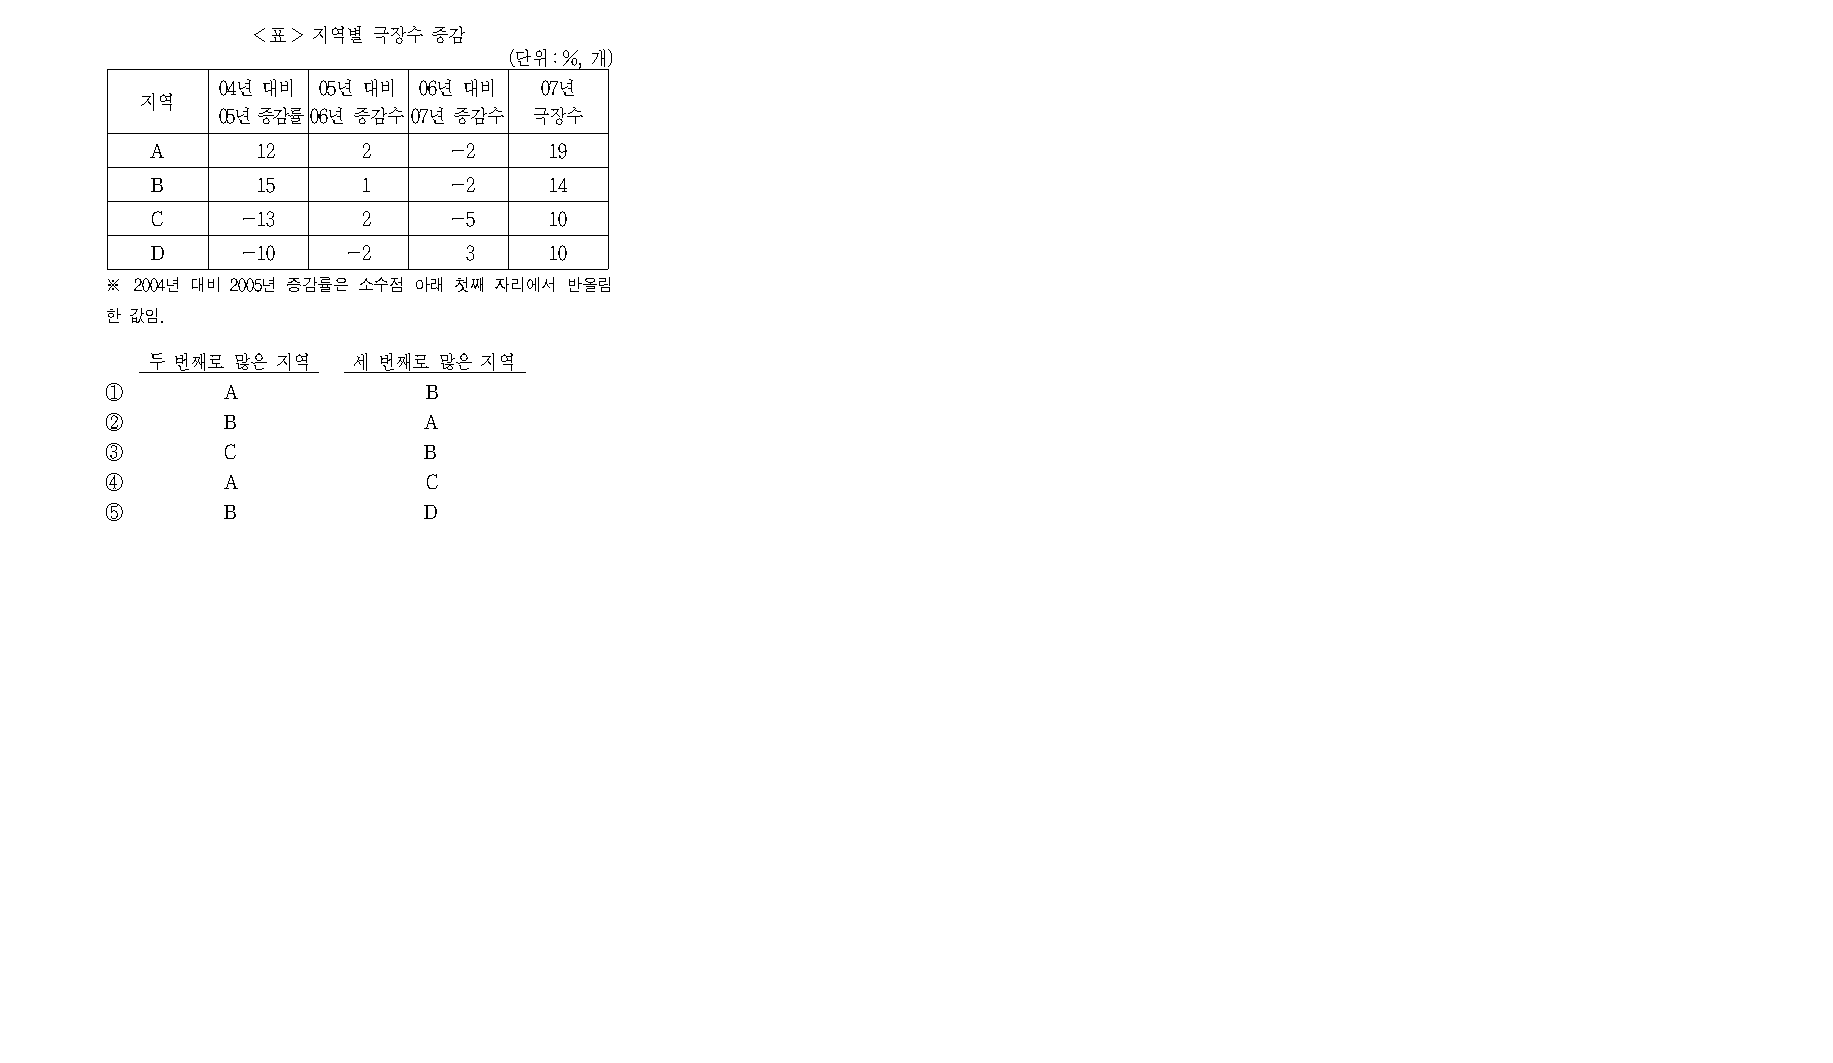 <표> 지역별 극장수 증감
(단위 : %, 개)
지역 04년 대비 05년 증감률 05년 대비 06년 증감수 06년 대비 07년 증감수 07년 극장수
A 12 2 −2 19
B 15 1 −2 14
C −13 2 −5 10
D −10 −2 3 10
※ 2004년 대비 2005년 증감률은 소수점 아래 첫째 자리에서 반올림
한 값임.
두 번째로 많은 지역 세 번째로 많은 지역
① A B
② B A
③ C B
④ A C
⑤ B D